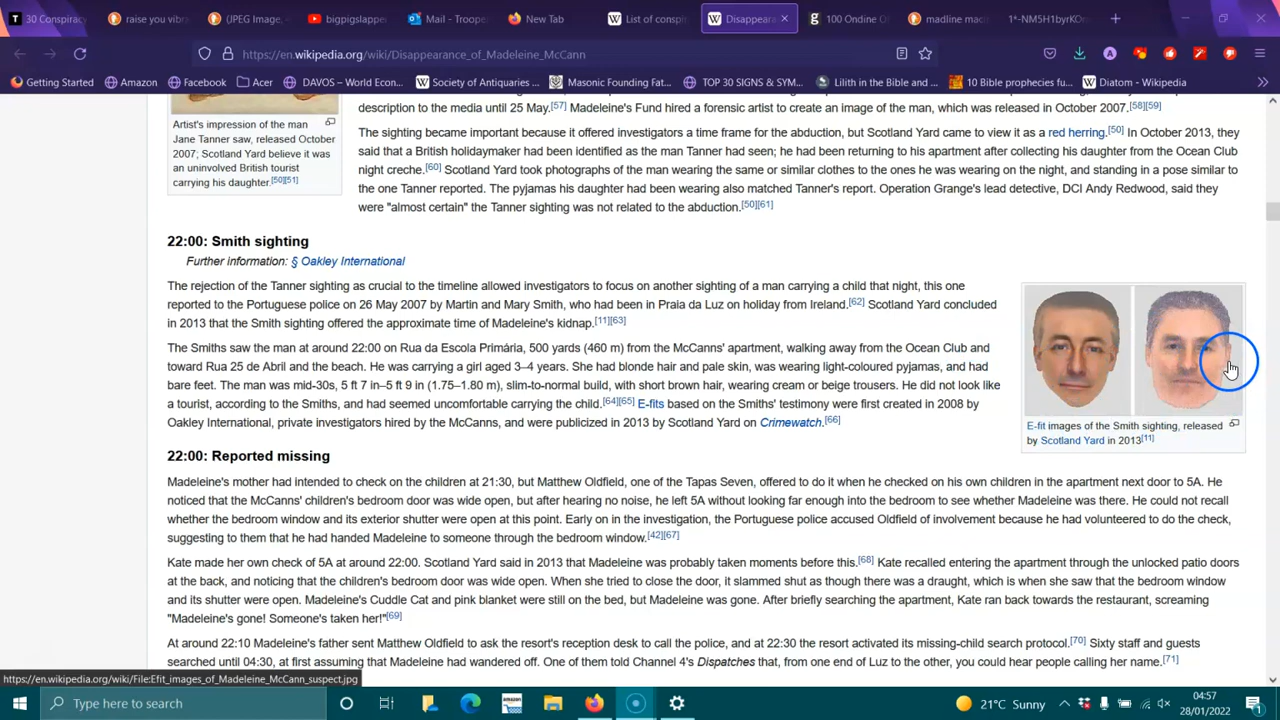 30 Conspiracy
raise you vibra
(JPEG Image,
bigpigslapper
Mail - Trooper
New Tab
List of conspi
Disappeara
100 Ondine O
madline mac
1*-NM5H1byrKO
https://en.wikipedia.org/wiki/Disappearance_of_Madeleine_McCann
Getting Started
Amazon
Facebook
Acer
DAVOS – World Econ...
Society of Antiquaries ...
Masonic Founding Fat...
TOP 30 SIGNS & SYM...
Lilith in the Bible and ...
10 Bible prophecies fu...
Diatom - Wikipedia
description to the media until 25 May.[57] Madeleine's Fund hired a forensic artist to create an image of the man, which was released in October 2007.[58][59]
Artist's impression of the man
Jane Tanner saw, released October
2007; Scotland Yard believe it was
an uninvolved British tourist
carrying his daughter.[50][51]
The sighting became important because it offered investigators a time frame for the abduction, but Scotland Yard came to view it as a red herring.[50] In October 2013, they
said that a British holidaymaker had been identified as the man Tanner had seen; he had been returning to his apartment after collecting his daughter from the Ocean Club
night creche.[60] Scotland Yard took photographs of the man wearing the same or similar clothes to the ones he was wearing on the night, and standing in a pose similar to
the one Tanner reported. The pyjamas his daughter had been wearing also matched Tanner's report. Operation Grange's lead detective, DCI Andy Redwood, said they
were "almost certain" the Tanner sighting was not related to the abduction.[50][61]
22:00: Smith sighting
Further information: § Oakley International
The rejection of the Tanner sighting as crucial to the timeline allowed investigators to focus on another sighting of a man carrying a child that night, this one
reported to the Portuguese police on 26 May 2007 by Martin and Mary Smith, who had been in Praia da Luz on holiday from Ireland.[62] Scotland Yard concluded
in 2013 that the Smith sighting offered the approximate time of Madeleine's kidnap.[11][63]
The Smiths saw the man at around 22:00 on Rua da Escola Primária, 500 yards (460 m) from the McCanns' apartment, walking away from the Ocean Club and
toward Rua 25 de Abril and the beach. He was carrying a girl aged 3–4 years. She had blonde hair and pale skin, was wearing light-coloured pyjamas, and had
bare feet. The man was mid-30s, 5 ft 7 in–5 ft 9 in (1.75–1.80 m), slim-to-normal build, with short brown hair, wearing cream or beige trousers. He did not look like
a tourist, according to the Smiths, and had seemed uncomfortable carrying the child.[64][65] E-fits based on the Smiths' testimony were first created in 2008 by
Oakley International, private investigators hired by the McCanns, and were publicized in 2013 by Scotland Yard on Crimewatch.[66]
E-fit images of the Smith sighting, released
by Scotland Yard in 2013[11]
22:00: Reported missing
Madeleine's mother had intended to check on the children at 21:30, but Matthew Oldfield, one of the Tapas Seven, offered to do it when he checked on his own children in the apartment next door to 5A. He
noticed that the McCanns' children's bedroom door was wide open, but after hearing no noise, he left 5A without looking far enough into the bedroom to see whether Madeleine was there. He could not recall
whether the bedroom window and its exterior shutter were open at this point. Early on in the investigation, the Portuguese police accused Oldfield of involvement because he had volunteered to do the check,
suggesting to them that he had handed Madeleine to someone through the bedroom window.[42][67]
Kate made her own check of 5A at around 22:00. Scotland Yard said in 2013 that Madeleine was probably taken moments before this.[68] Kate recalled entering the apartment through the unlocked patio doors
at the back, and noticing that the children's bedroom door was wide open. When she tried to close the door, it slammed shut as though there was a draught, which is when she saw that the bedroom window
and its shutter were open. Madeleine's Cuddle Cat and pink blanket were still on the bed, but Madeleine was gone. After briefly searching the apartment, Kate ran back towards the restaurant, screaming
"Madeleine's gone! Someone's taken her!"[69]
At around 22:10 Madeleine's father sent Matthew Oldfield to ask the resort's reception desk to call the police, and at 22:30 the resort activated its missing-child search protocol.[70] Sixty staff and guests
searched until 04:30, at first assuming that Madeleine had wandered off. One of them told Channel 4's Dispatches that, from one end of Luz to the other, you could hear people calling her name.[71]
https://en.wikipedia.org/wiki/File:Efit_images_of_Madeleine_McCann_suspect.jpg
Type here to search
21°C Sunny
04:57
28/01/2022